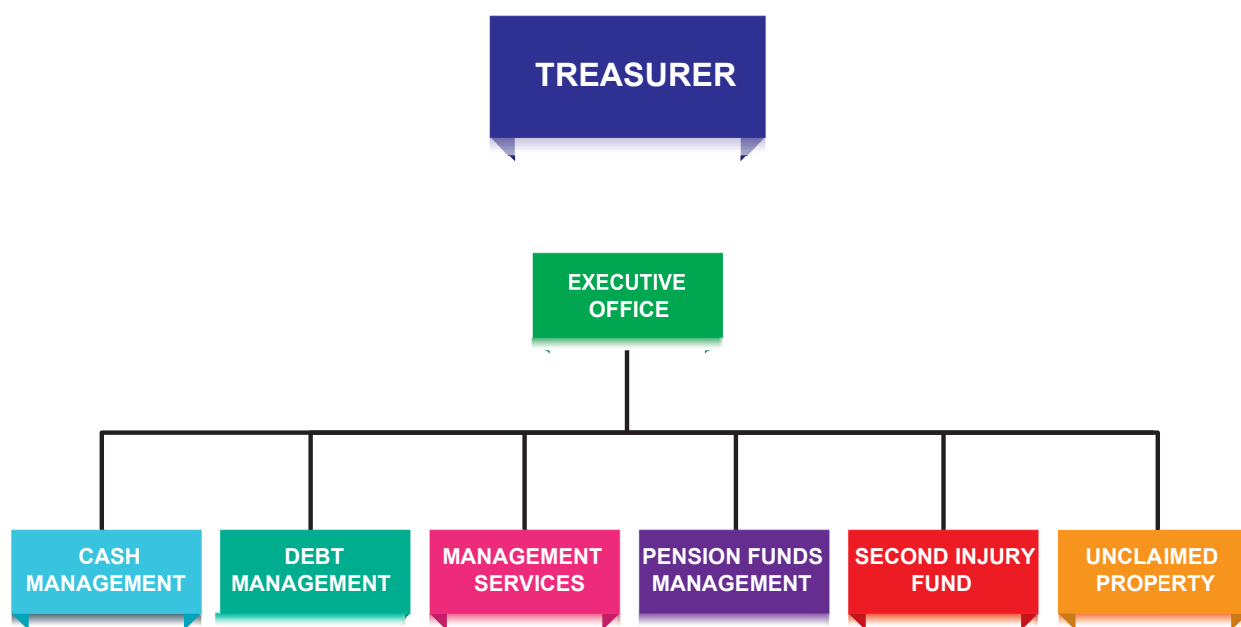 TREASURER
EXECUTIVE
OFFICE
CASH
MANAGEMENT
DEBT
MANAGEMENT
MANAGEMENT
SERVICES
PENSION FUNDS
MANAGEMENT
SECOND INJURY
FUND
UNCLAIMED
PROPERTY